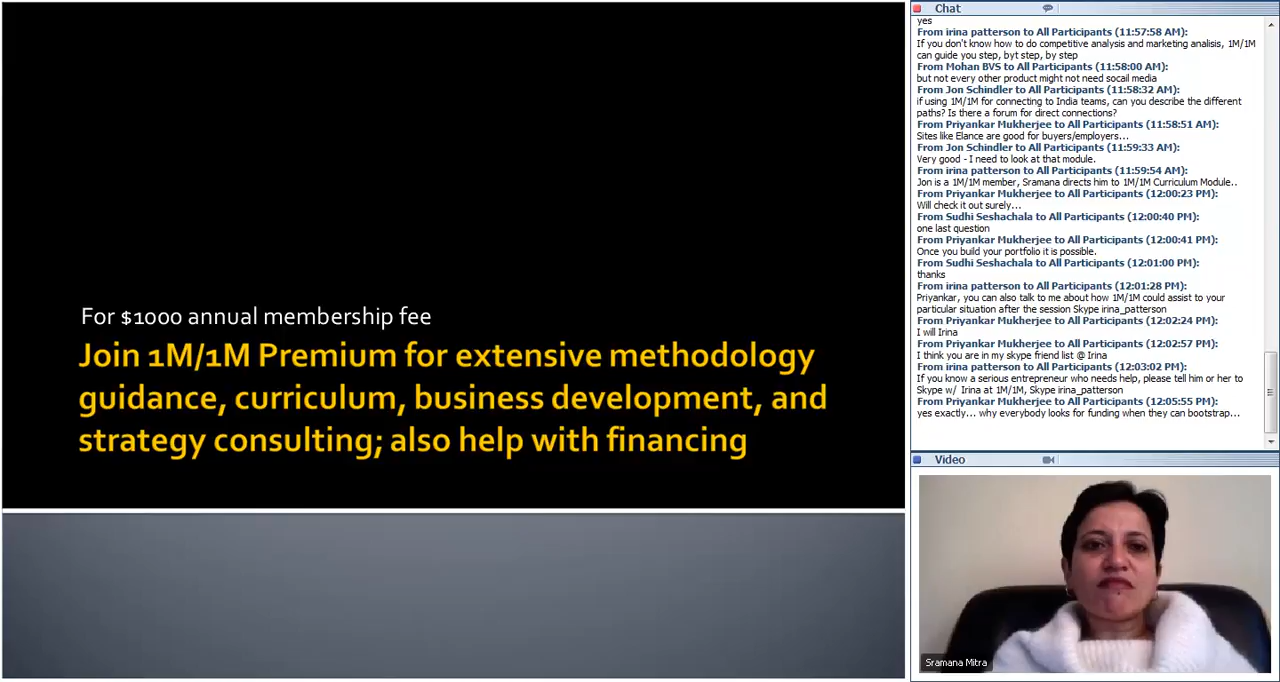 For $1000 annual membership fee
Join 1M/1M Premium for extensive methodology
guidance, curriculum, business development, and
strategy consulting; also help with financing
Chat
yes
From irina patterson to All Participants (11:57:58 AM):
If you don't know how to do competitive analysis and marketing analisis, 1M/1M
can guide you step, byt step, by step
From Mohan BVS to All Participants (11:58:00 AM):
but not every other product might not need socail media
From Jon Schindler to All Participants (11:58:32 AM):
if using 1M/1M for connecting to India teams, can you describe the different
paths? Is there a forum for direct connections?
From Priyankar Mukherjee to All Participants (11:58:51 AM):
Sites like Elance are good for buyers/employers...
From Jon Schindler to All Participants (11:59:33 AM):
Very good - I need to look at that module.
From irina patterson to All Participants (11:59:54 AM):
Jon is a 1M/1M member, Sramana directs him to 1M/1M Curriculum Module..
From Priyankar Mukherjee to All Participants (12:00:23 PM):
Will check it out surely...
From Sudhi Seshachala to All Participants (12:00:40 PM):
one last question
From Priyankar Mukherjee to All Participants (12:00:41 PM):
Once you build your portfolio it is possible.
From Sudhi Seshachala to All Participants (12:01:00 PM):
thanks
From irina patterson to All Participants (12:01:28 PM):
Priyankar, you can also talk to me about how 1M/1M could assist to your
particular situation after the session Skype irina_patterson
From Priyankar Mukherjee to All Participants (12:02:24 PM):
I will Irina
From Priyankar Mukherjee to All Participants (12:02:57 PM):
I think you are in my skype friend list @ Irina
From irina patterson to All Participants (12:03:02 PM):
If you know a serious entrepreneur who needs help, please tell him or her to
Skype w/ Irina at 1M/1M, Skype irina_patterson
From Priyankar Mukherjee to All Participants (12:05:55 PM):
yes exactly... why everybody looks for funding when they can bootstrap...
Video
Sramana Mitra